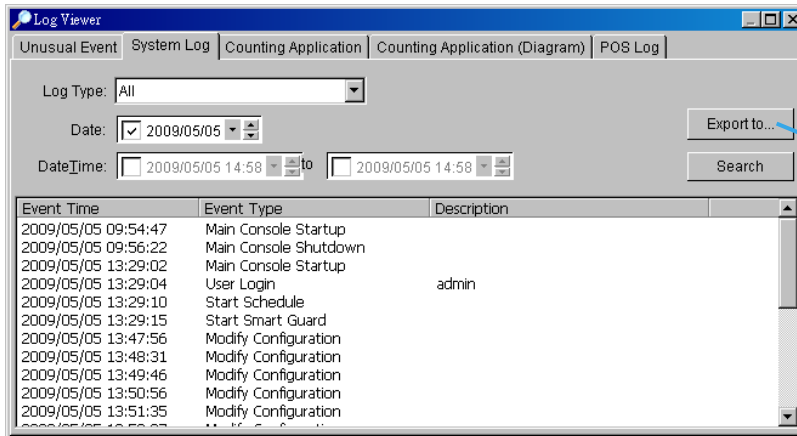 Log Viewer
Unusual Event System Log Counting Application Counting Application (Diagram) POS Log
Log Type: All
Date: 2009/05/05
Export to...
DateTime: 2009/05/05 14:58 to 2009/05/05 14:58
Search
Event Time Event Type Description
2009/05/05 09:54:47 Main Console Startup
2009/05/05 09:56:22 Main Console Shutdown
2009/05/05 13:29:02 Main Console Startup
2009/05/05 13:29:04 User Login admin
2009/05/05 13:29:10 Start Schedule
2009/05/05 13:29:15 Start Smart Guard
2009/05/05 13:47:56 Modify Configuration
2009/05/05 13:48:31 Modify Configuration
2009/05/05 13:49:46 Modify Configuration
2009/05/05 13:50:56 Modify Configuration
2009/05/05 13:51:35 Modify Configuration